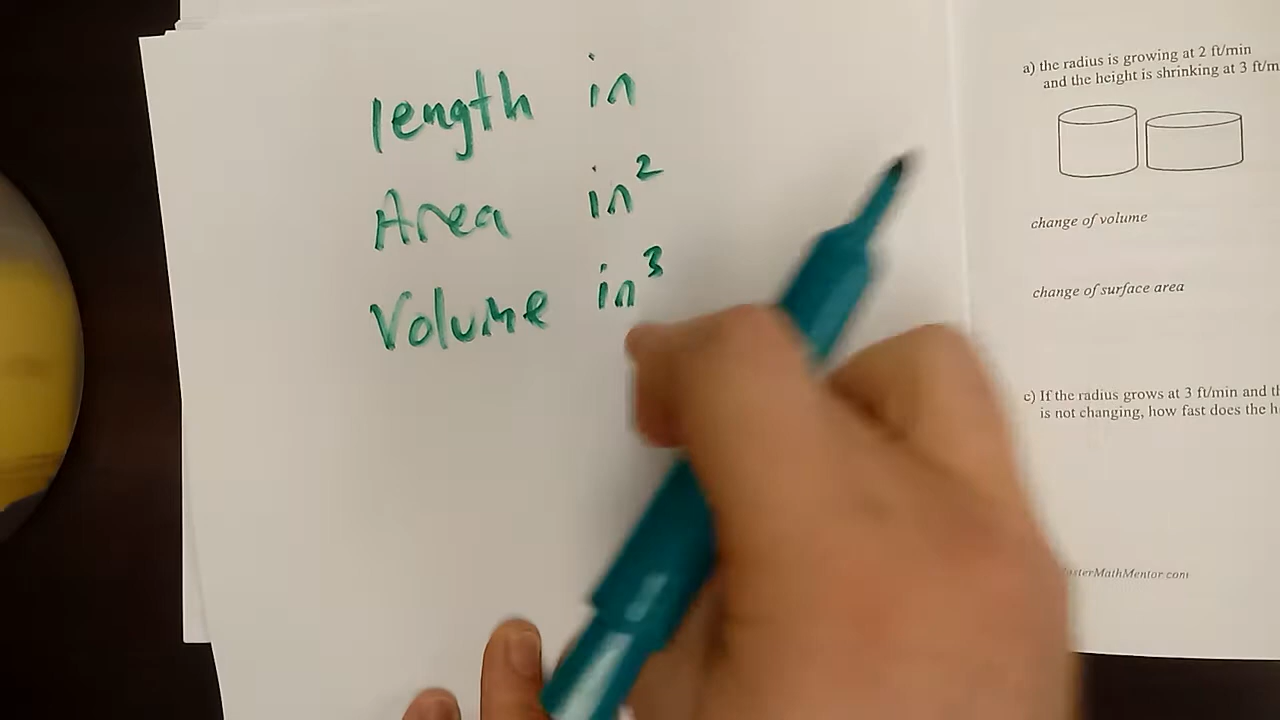 length in
Area in²
Volume in³
a) the radius is growing at 2 ft/min
and the height is shrinking at 3 ft/m
change of volume
change of surface area
c) If the radius grows at 3 ft/min and th
is not changing, how fast does the h
sterMathMentor.com